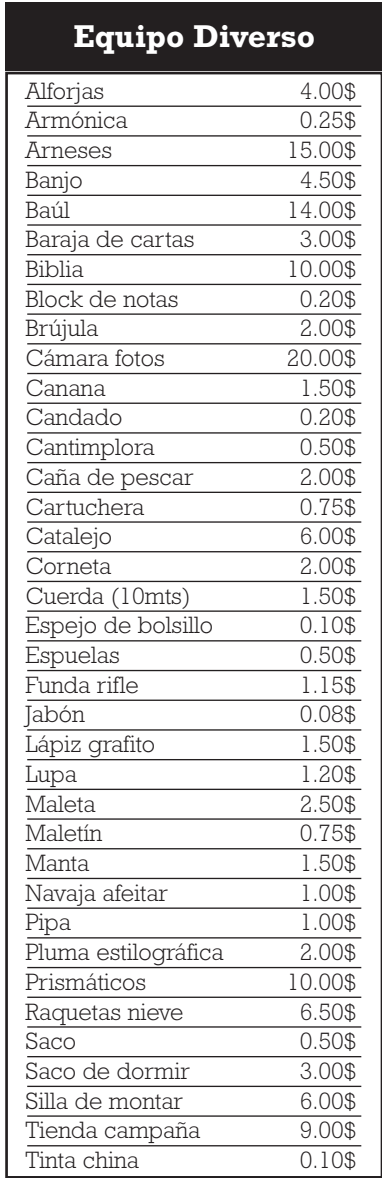 Equipo Diverso
Alforjas 4.00$
Armónica 0.25$
Arneses 15.00$
Banjo 4.50$
Baúl 14.00$
Baraja de cartas 3.00$
Biblia 10.00$
Block de notas 0.20$
Brújula 2.00$
Cámara fotos 20.00$
Canana 1.50$
Candado 0.20$
Cantimplora 0.50$
Caña de pescar 2.00$
Cartuchera 0.75$
Catalejo 6.00$
Corneta 2.00$
Cuerda (10mts) 1.50$
Espejo de bolsillo 0.10$
Espuelas 0.50$
Funda rifle 1.15$
Jabón 0.08$
Lápiz grafito 1.50$
Lupa 1.20$
Maleta 2.50$
Maletín 0.75$
Manta 1.50$
Navaja afeitar 1.00$
Pipa 1.00$
Pluma estilográfica 2.00$
Prismáticos 10.00$
Raquetas nieve 6.50$
Saco 0.50$
Saco de dormir 3.00$
Silla de montar 6.00$
Tienda campaña 9.00$
Tinta china 0.10$